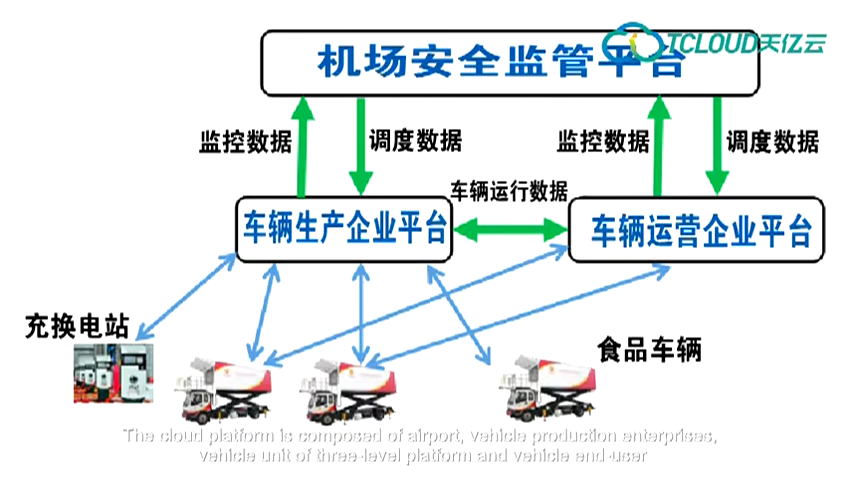 TCLOUD天亿云
机场安全监管平台
监控数据
调度数据
监控数据
调度数据
车辆运行数据
车辆生产企业平台
车辆运营企业平台
充换电站
食品车辆
The cloud platform is composed of airport, vehicle production enterprises,
vehicle unit of three-level platform and vehicle end-user